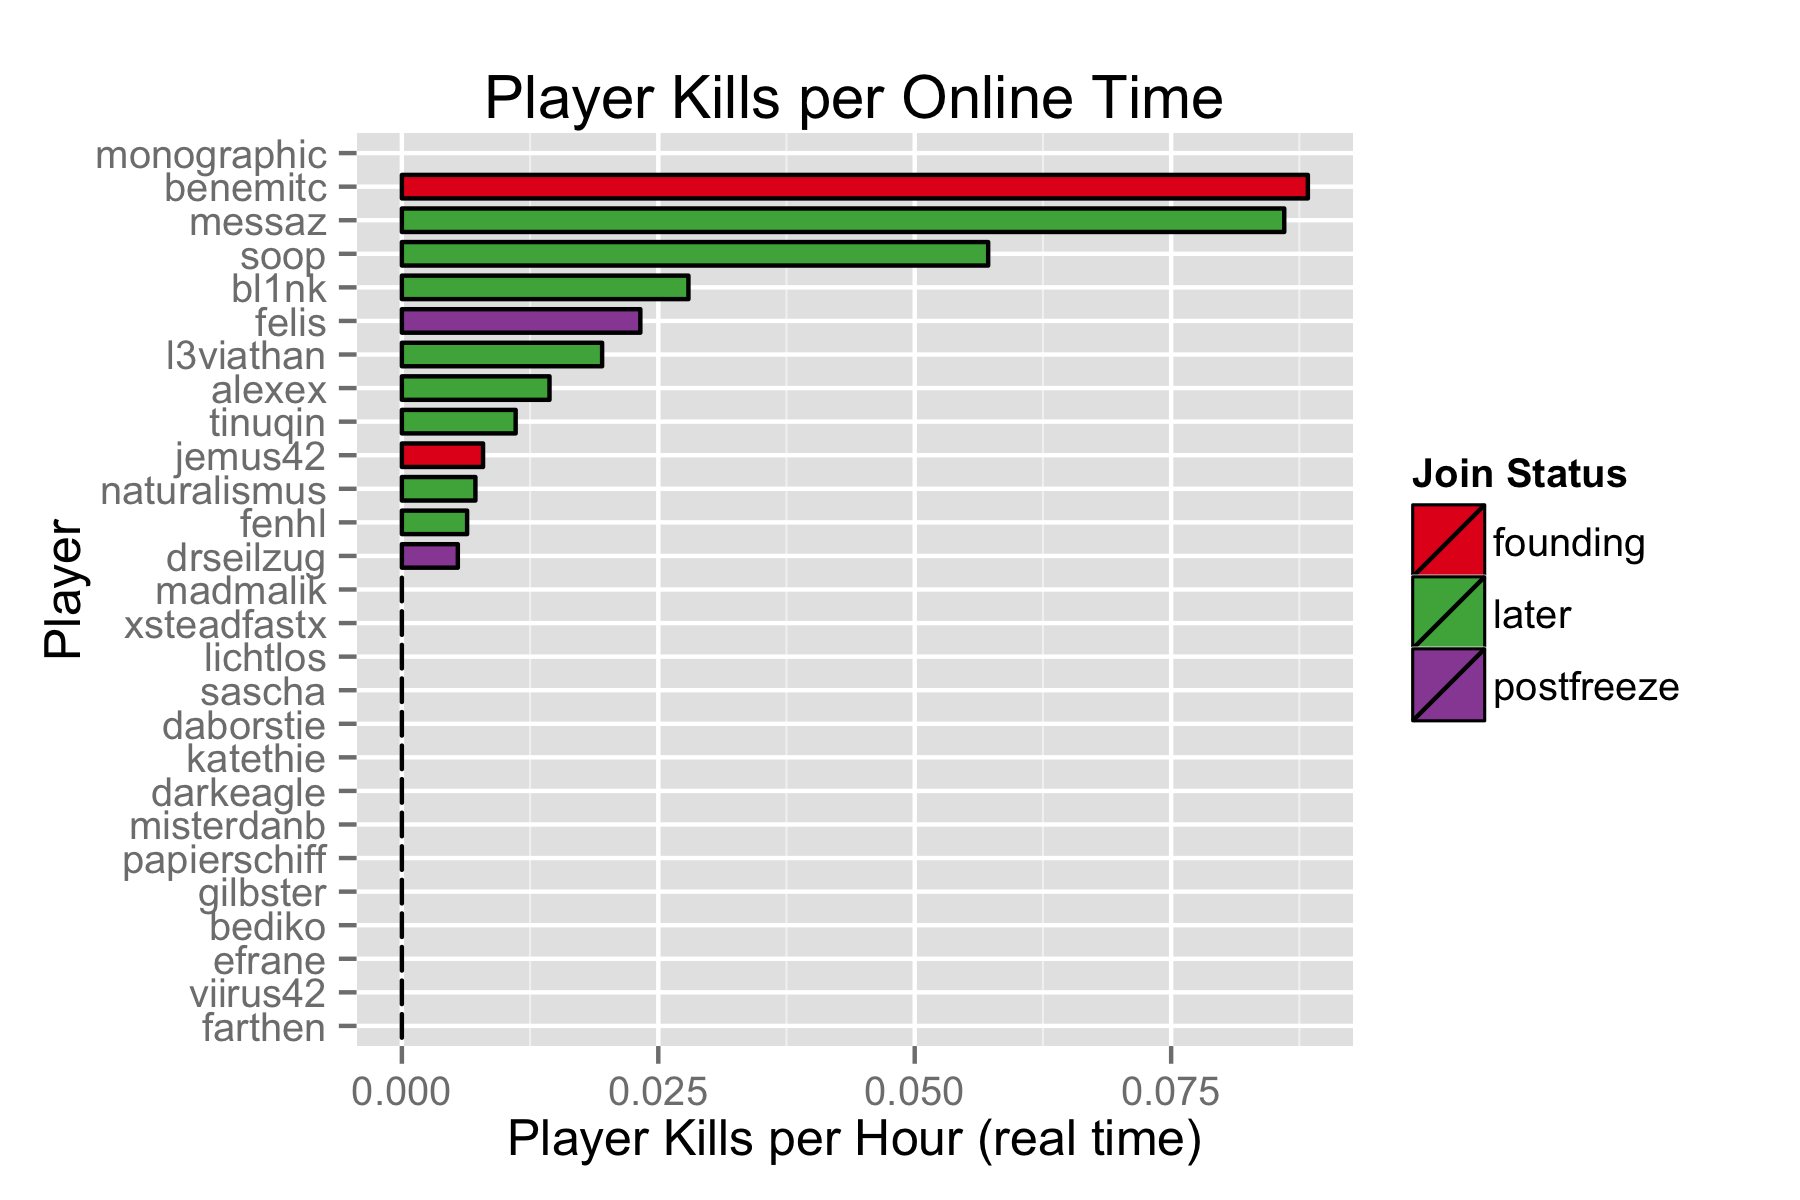 Player Kills per Online Time
monographic
benemitc
messaz
soop
bl1nk
felis
l3viathan
alexex
tinuqin
jemus42
naturalismus
fenhl
drseilzug
madmalik
xsteadfastx
lichtlos
sascha
daborstie
katethie
darkeagle
misterdanb
papierschiff
gilbster
bediko
efrane
viirus42
farthen
Player
0.000 0.025 0.050 0.075
Player Kills per Hour (real time)
Join Status
founding
later
postfreeze